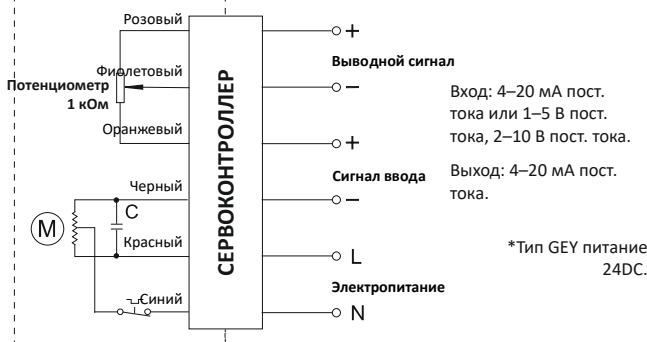 Розовый
+
Выводной сигнал
Фиолетовый
−
Потенциометр
1 кОм
Вход: 4–20 мА пост.
тока или 1–5 В пост.
тока, 2–10 В пост. тока.
Оранжевый
+
СЕРВОКОНТРОЛЛЕР
Сигнал ввода
Выход: 4–20 мА пост.
тока.
Черный
−
C
M
Красный
L
*Тип GEY питание
24DC.
Электропитание
Синий
N